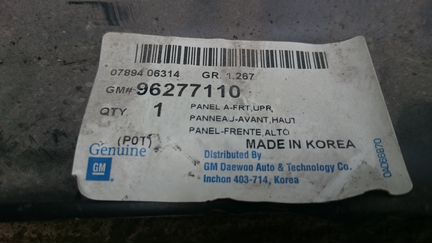 07894 06314 GR. 1.267
GM# 96277110
QTY 1 PANEL A-FRT,UPR,
PANNEAJ-AVANT,HAUT
PANEL-FRENTE,ALTO
(POT) MADE IN KOREA
Genuine
GM
Distributed By
GM Daewoo Auto & Technology Co.
Inchon 403-714, Korea